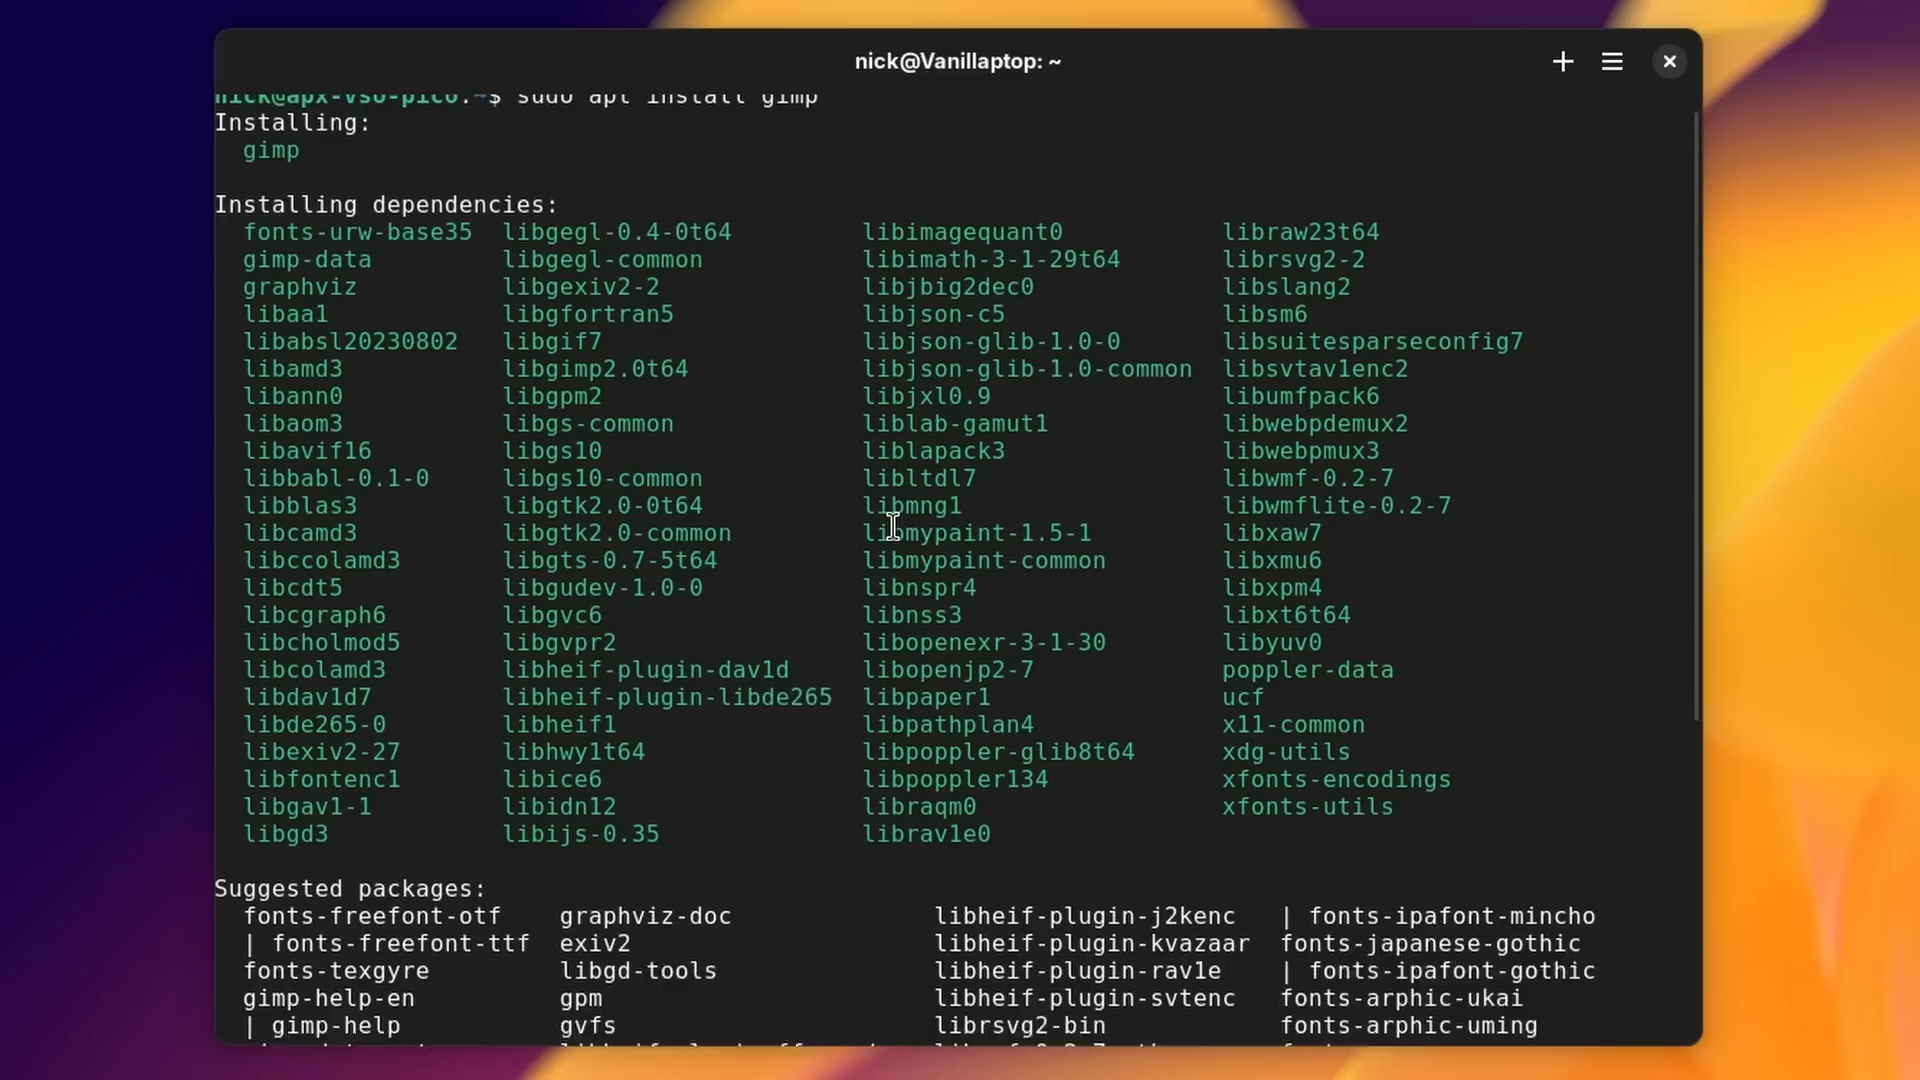 nick@Vanillaptop: ~
nick@apx-vso-pico:~$ sudo apt install gimp
Installing:
gimp
Installing dependencies:
fonts-urw-base35 libgegl-0.4-0t64 libimagequant0 libraw23t64
gimp-data libgegl-common libimath-3-1-29t64 librsvg2-2
graphviz libgexiv2-2 libjbig2dec0 libslang2
libaa1 libgfortran5 libjson-c5 libsm6
libabsl20230802 libgif7 libjson-glib-1.0-0 libsuitesparseconfig7
libamd3 libgimp2.0t64 libjson-glib-1.0-common libsvtav1enc2
libann0 libgpm2 libjxl0.9 libumfpack6
libaom3 libgs-common liblab-gamut1 libwebpdemux2
libavif16 libgs10 liblapack3 libwebpmux3
libbabl-0.1-0 libgs10-common libltdl7 libwmf-0.2-7
libblas3 libgtk2.0-0t64 libmng1 libwmflite-0.2-7
libcamd3 libgtk2.0-common libmypaint-1.5-1 libxaw7
libccolamd3 libgts-0.7-5t64 libmypaint-common libxmu6
libcdt5 libgudev-1.0-0 libnspr4 libxpm4
libcgraph6 libgvc6 libnss3 libxt6t64
libcholmod5 libgvpr2 libopenexr-3-1-30 libyuv0
libcolamd3 libheif-plugin-dav1d libopenjp2-7 poppler-data
libdav1d7 libheif-plugin-libde265 libpaper1 ucf
libde265-0 libheif1 libpathplan4 x11-common
libexiv2-27 libhwy1t64 libpoppler-glib8t64 xdg-utils
libfontenc1 libice6 libpoppler134 xfonts-encodings
libgav1-1 libidn12 libraqm0 xfonts-utils
libgd3 libijs-0.35 librav1e0
Suggested packages:
fonts-freefont-otf graphviz-doc libheif-plugin-j2kenc | fonts-ipafont-mincho
| fonts-freefont-ttf exiv2 libheif-plugin-kvazaar fonts-japanese-gothic
fonts-texgyre libgd-tools libheif-plugin-rav1e | fonts-ipafont-gothic
gimp-help-en gpm libheif-plugin-svtenc fonts-arphic-ukai
| gimp-help gvfs librsvg2-bin fonts-arphic-uming